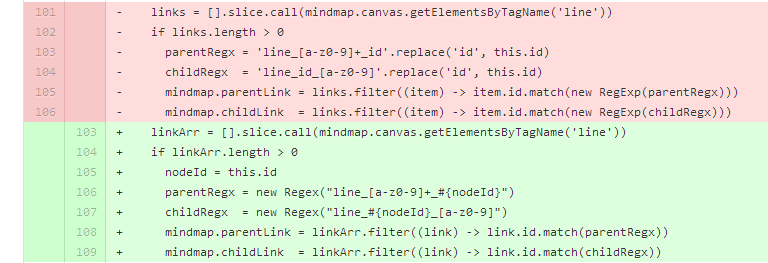 101 - links = [].slice.call(mindmap.canvas.getElementsByTagName('line'))
102 - if links.length > 0
103 - parentRegx = 'line_[a-z0-9]+_id'.replace('id', this.id)
104 - childRegx  = 'line_id_[a-z0-9]'.replace('id', this.id)
105 - mindmap.parentLink = links.filter((item) -> item.id.match(new RegExp(parentRegx)))
106 - mindmap.childLink  = links.filter((item) -> item.id.match(new RegExp(childRegx)))
103 + linkArr = [].slice.call(mindmap.canvas.getElementsByTagName('line'))
104 + if linkArr.length > 0
105 + nodeId = this.id
106 + parentRegx = new Regex("line_[a-z0-9]+_#{nodeId}")
107 + childRegx  = new Regex("line_#{nodeId}_[a-z0-9]")
108 + mindmap.parentLink = linkArr.filter((link) -> link.id.match(parentRegx))
109 + mindmap.childLink  = linkArr.filter((link) -> link.id.match(childRegx))